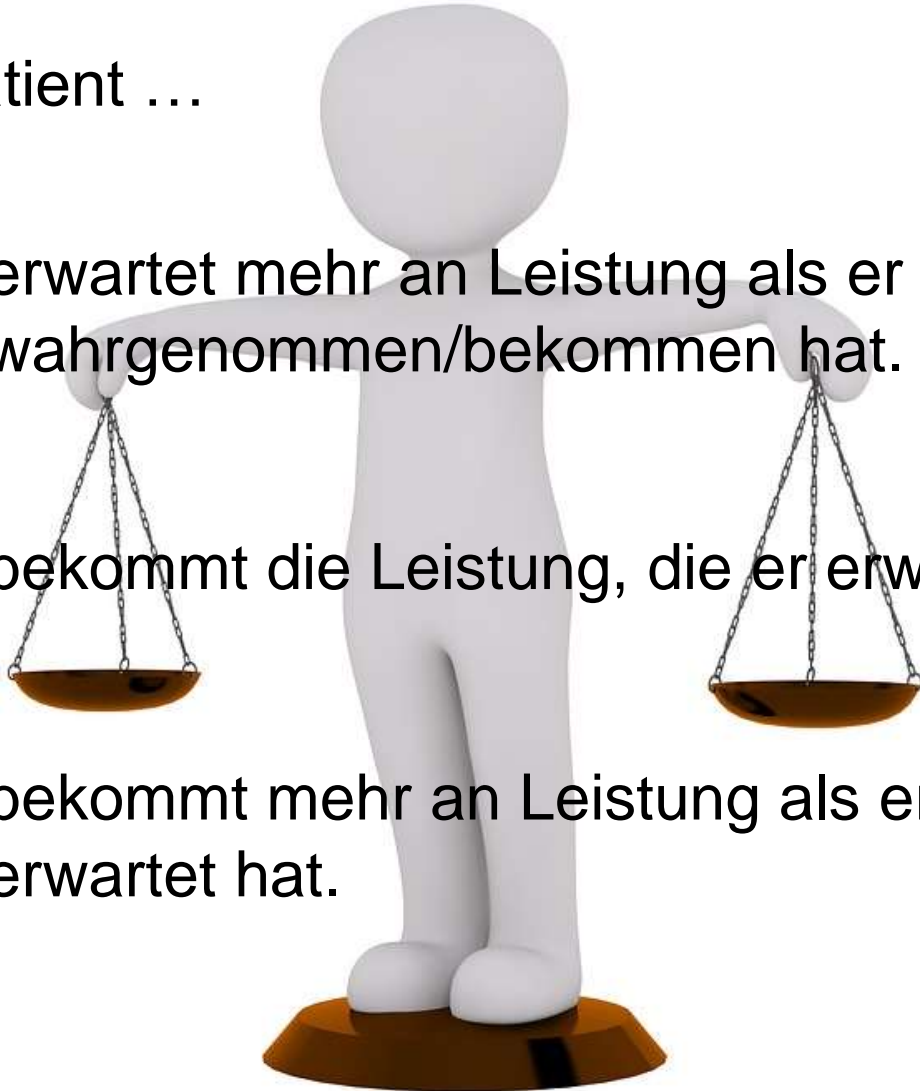 tient …
erwartet mehr an Leistung als er
wahrgenommen/bekommen hat.
bekommt die Leistung, die er erw
bekommt mehr an Leistung als er
erwartet hat.